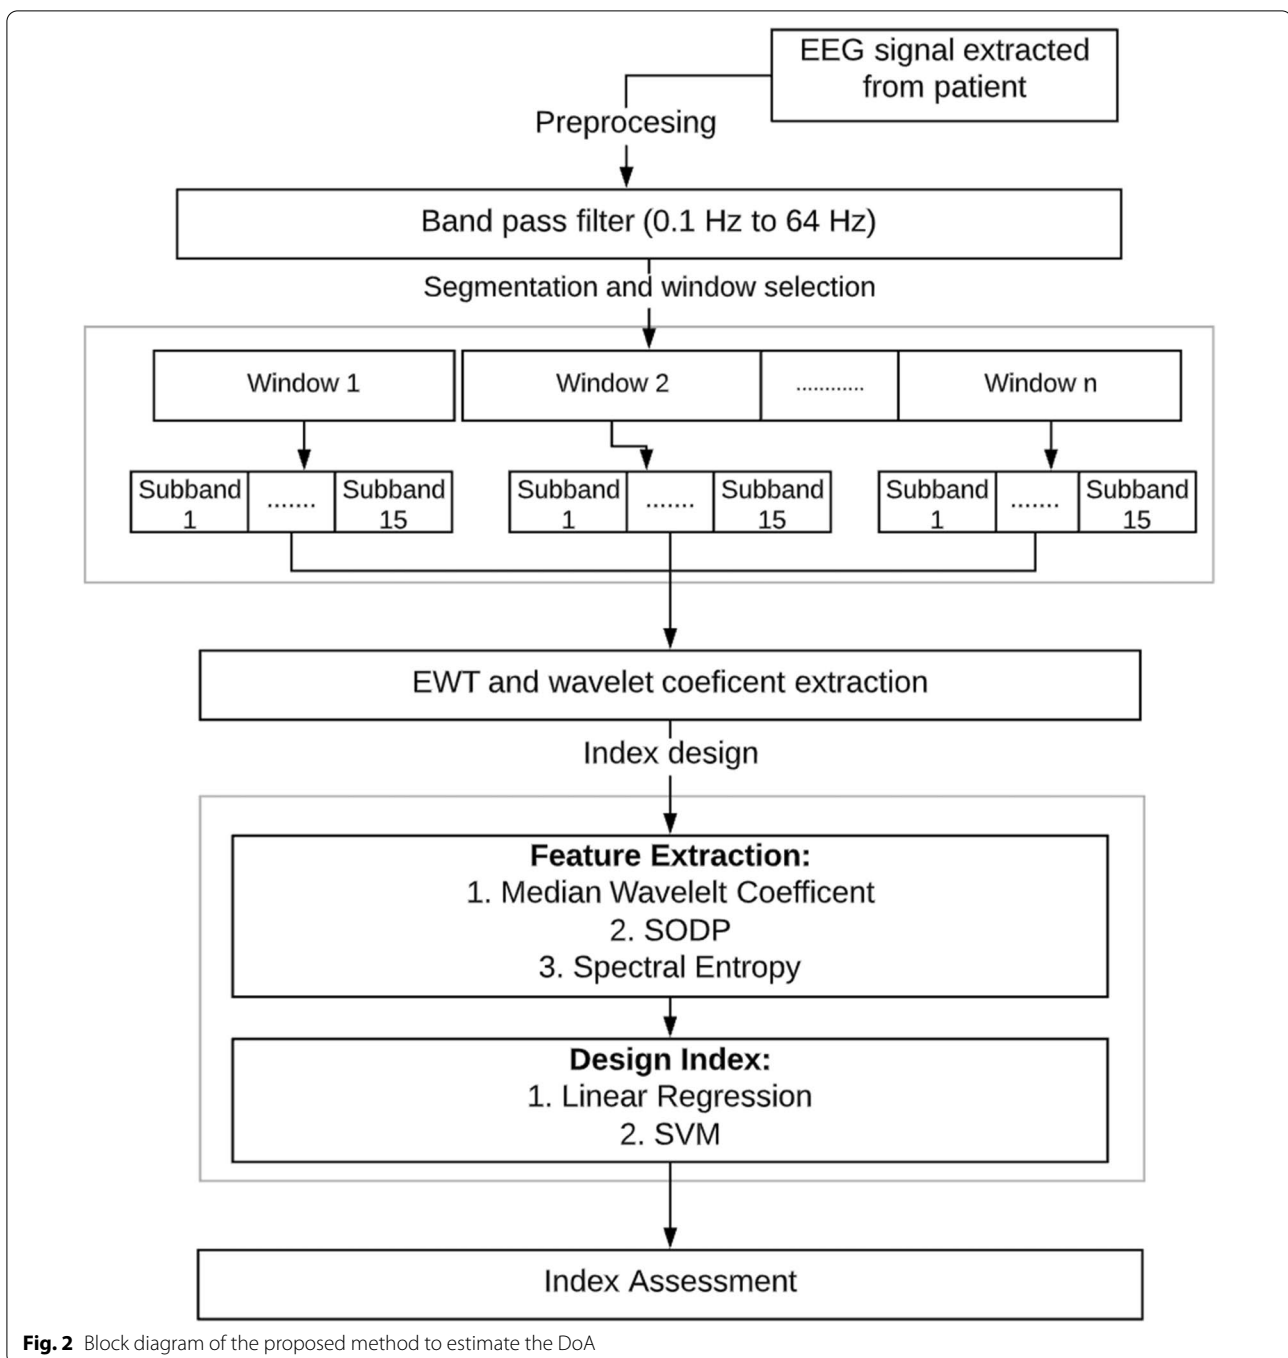 EEG signal extracted
from patient
Preprocesing
Band pass filter (0.1 Hz to 64 Hz)
Segmentation and window selection
Window 1
Window 2
............
Window n
Subband
1
.......
Subband
15
Subband
1
.......
Subband
15
Subband
1
.......
Subband
15
EWT and wavelet coeficent extraction
Index design
Feature Extraction:
1. Median Wavelelt Coefficent
2. SODP
3. Spectral Entropy
Design Index:
1. Linear Regression
2. SVM
Index Assessment
Fig. 2 Block diagram of the proposed method to estimate the DoA